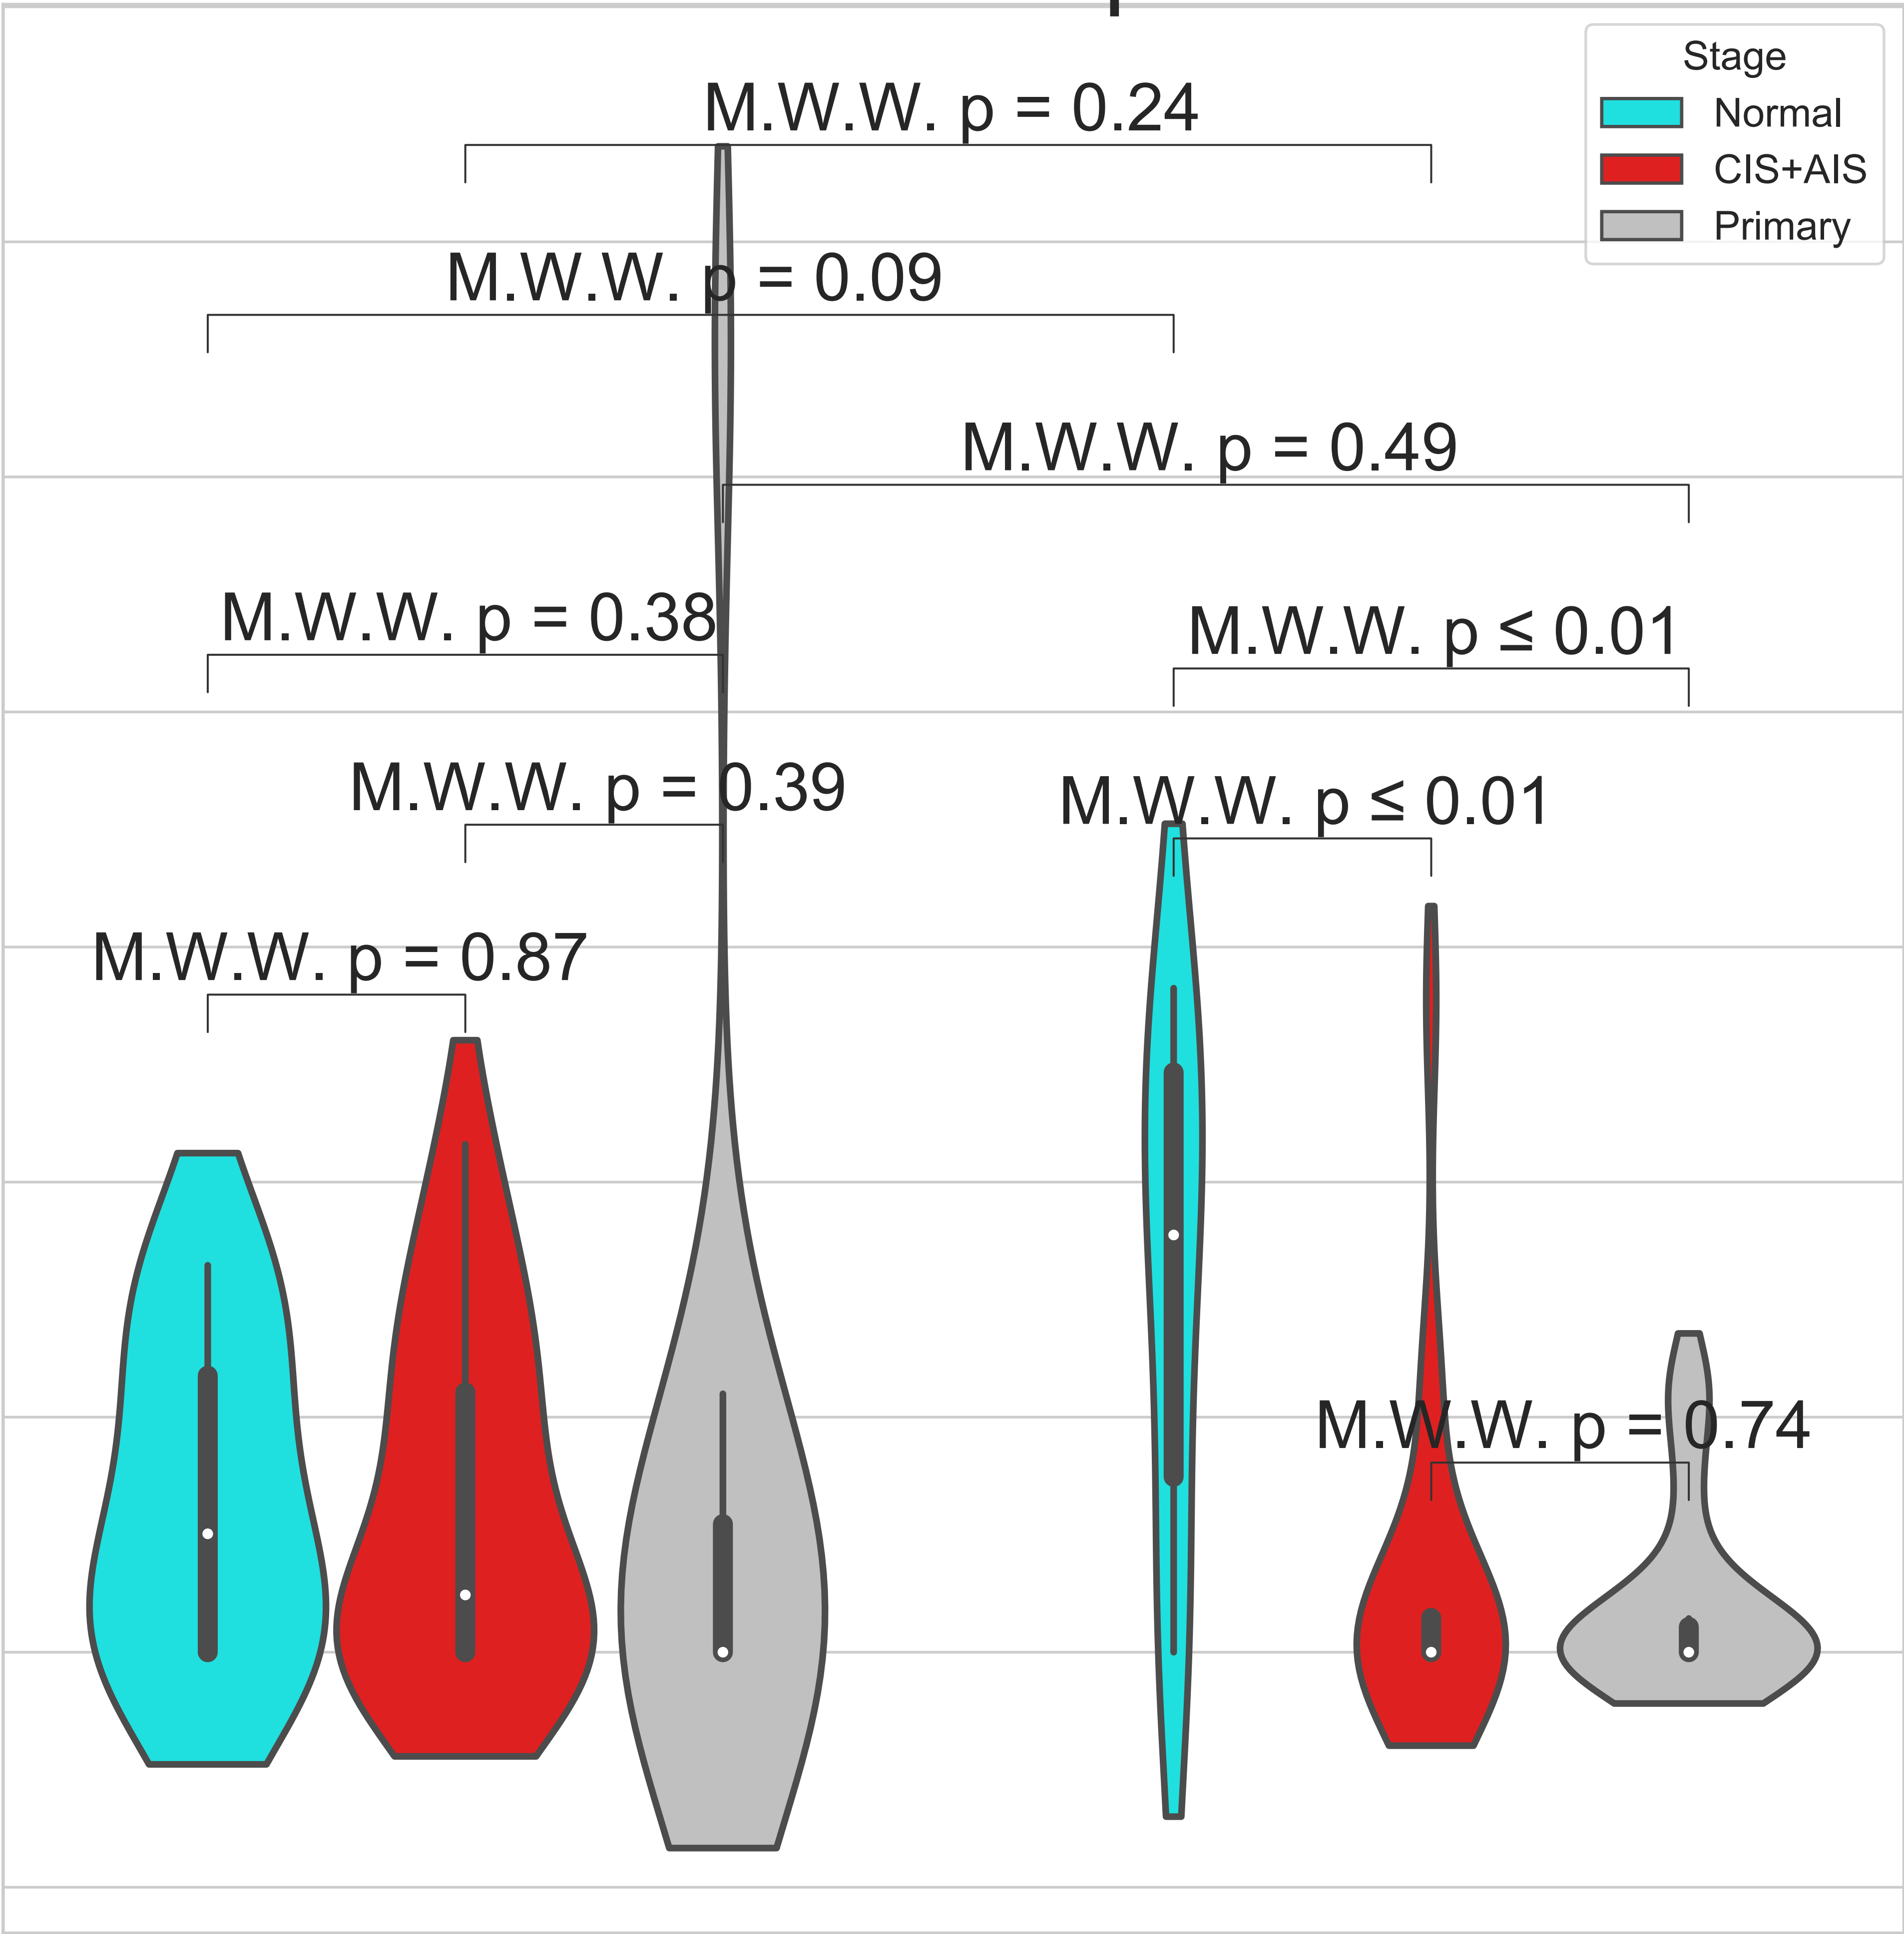 Stage
Normal
CIS+AIS
Primary
M.W.W. p = 0.24
M.W.W. p = 0.09
M.W.W. p = 0.49
M.W.W. p = 0.38
M.W.W. p ≤ 0.01
M.W.W. p = 0.39
M.W.W. p ≤ 0.01
M.W.W. p = 0.87
M.W.W. p = 0.74